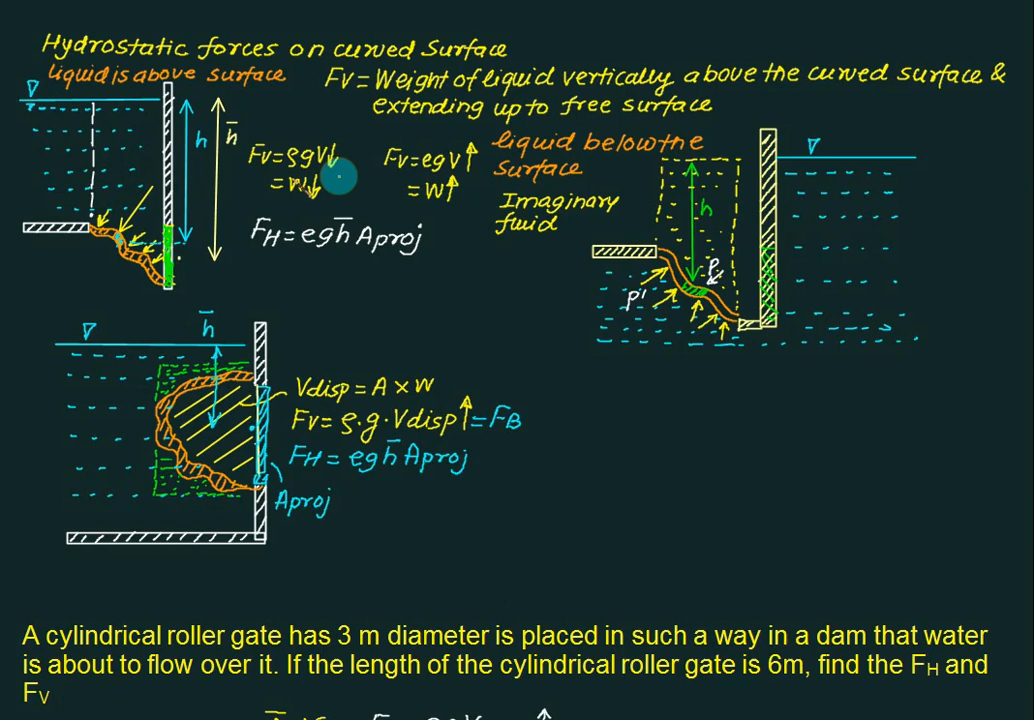 Hydrostatic forces on curved Surface
liquid is above surface
FV = Weight of liquid vertically above the curved surface &
extending up to free surface
h
h̄
FV = ρgV↓
= W↓
FV = ρgV↑
= W↑
FH = ρgh̄ Aproj
liquid below the
surface
Imaginary
fluid
h
P
P'
h̄
Vdisp = A × W
FV = ρ.g.Vdisp↑ = FB
FH = ρgh̄ Aproj
Aproj
A cylindrical roller gate has 3 m diameter is placed in such a way in a dam that water
is about to flow over it. If the length of the cylindrical roller gate is 6m, find the FH and
FV